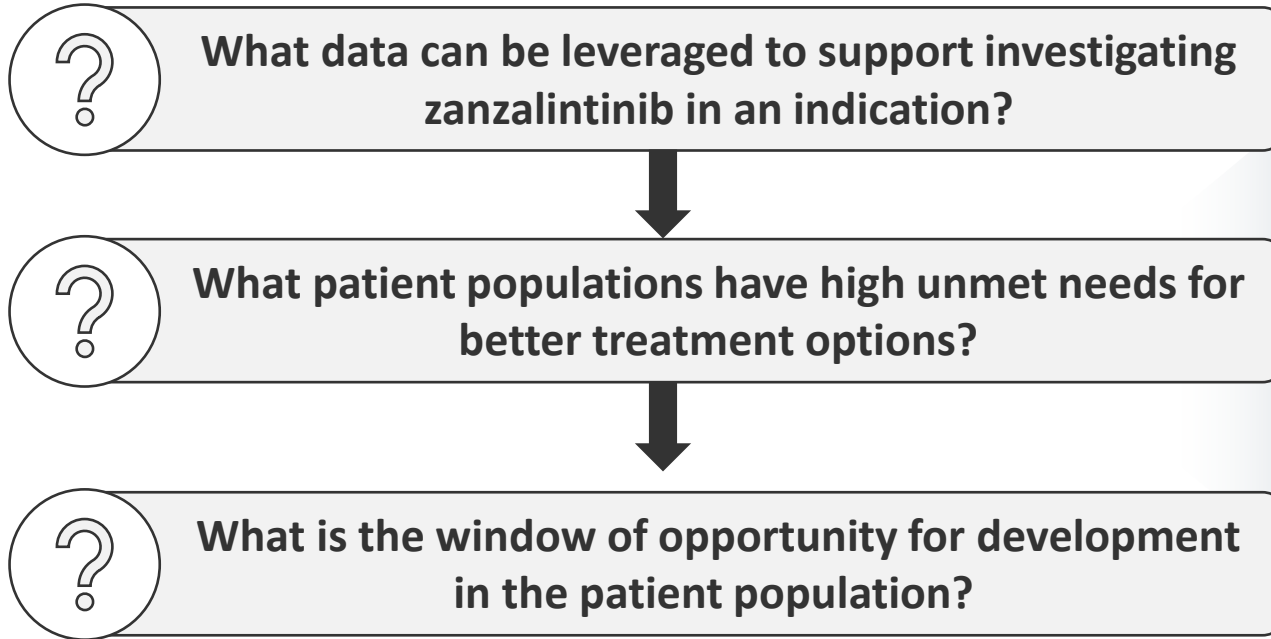 What data can be leveraged to support investigating
zanzalintinib in an indication?
What patient populations have high unmet needs for
better treatment options?
What is the window of opportunity for development
in the patient population?